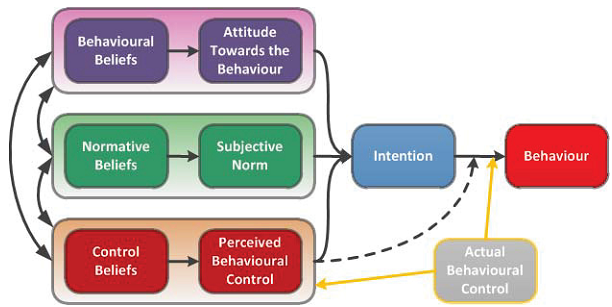 Behavioural
Beliefs
Attitude
Towards the
Behaviour
Normative
Beliefs
Subjective
Norm
Intention
Behaviour
Control
Beliefs
Perceived
Behavioural
Control
Actual
Behavioural
Control